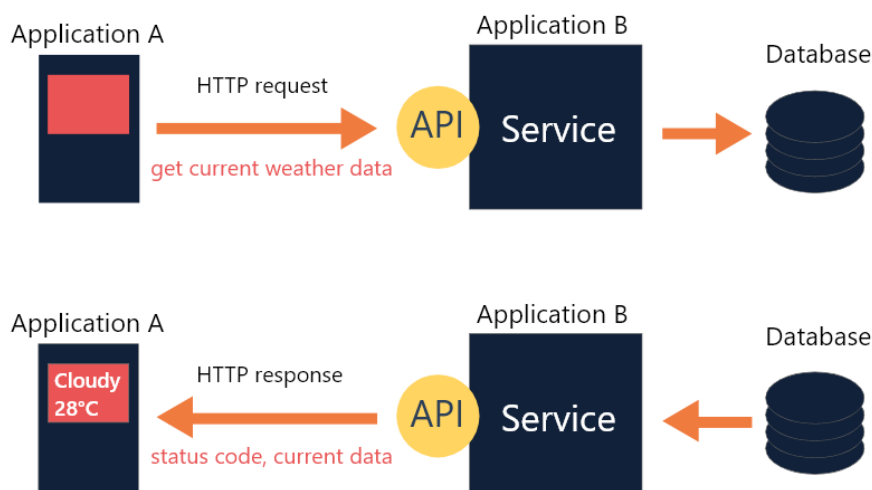 Application A
Application B
Database
HTTP request
API
Service
get current weather data
Application A
Application B
Database
Cloudy
28°C
HTTP response
API
Service
status code, current data